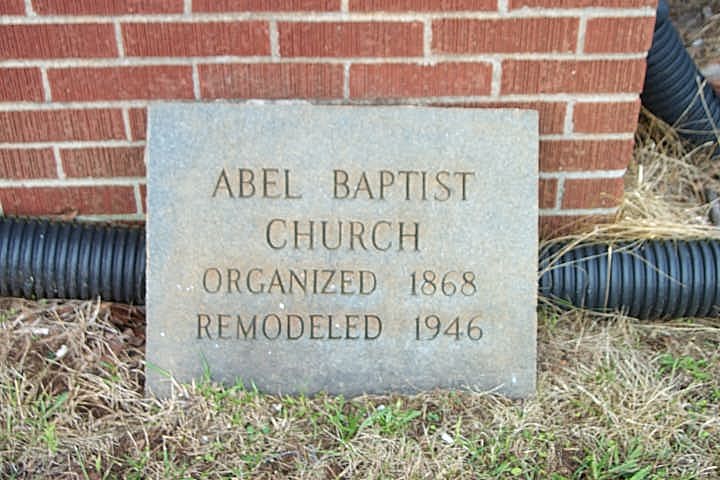 ABEL BAPTIST
CHURCH
ORGANIZED 1868
REMODELED 1946